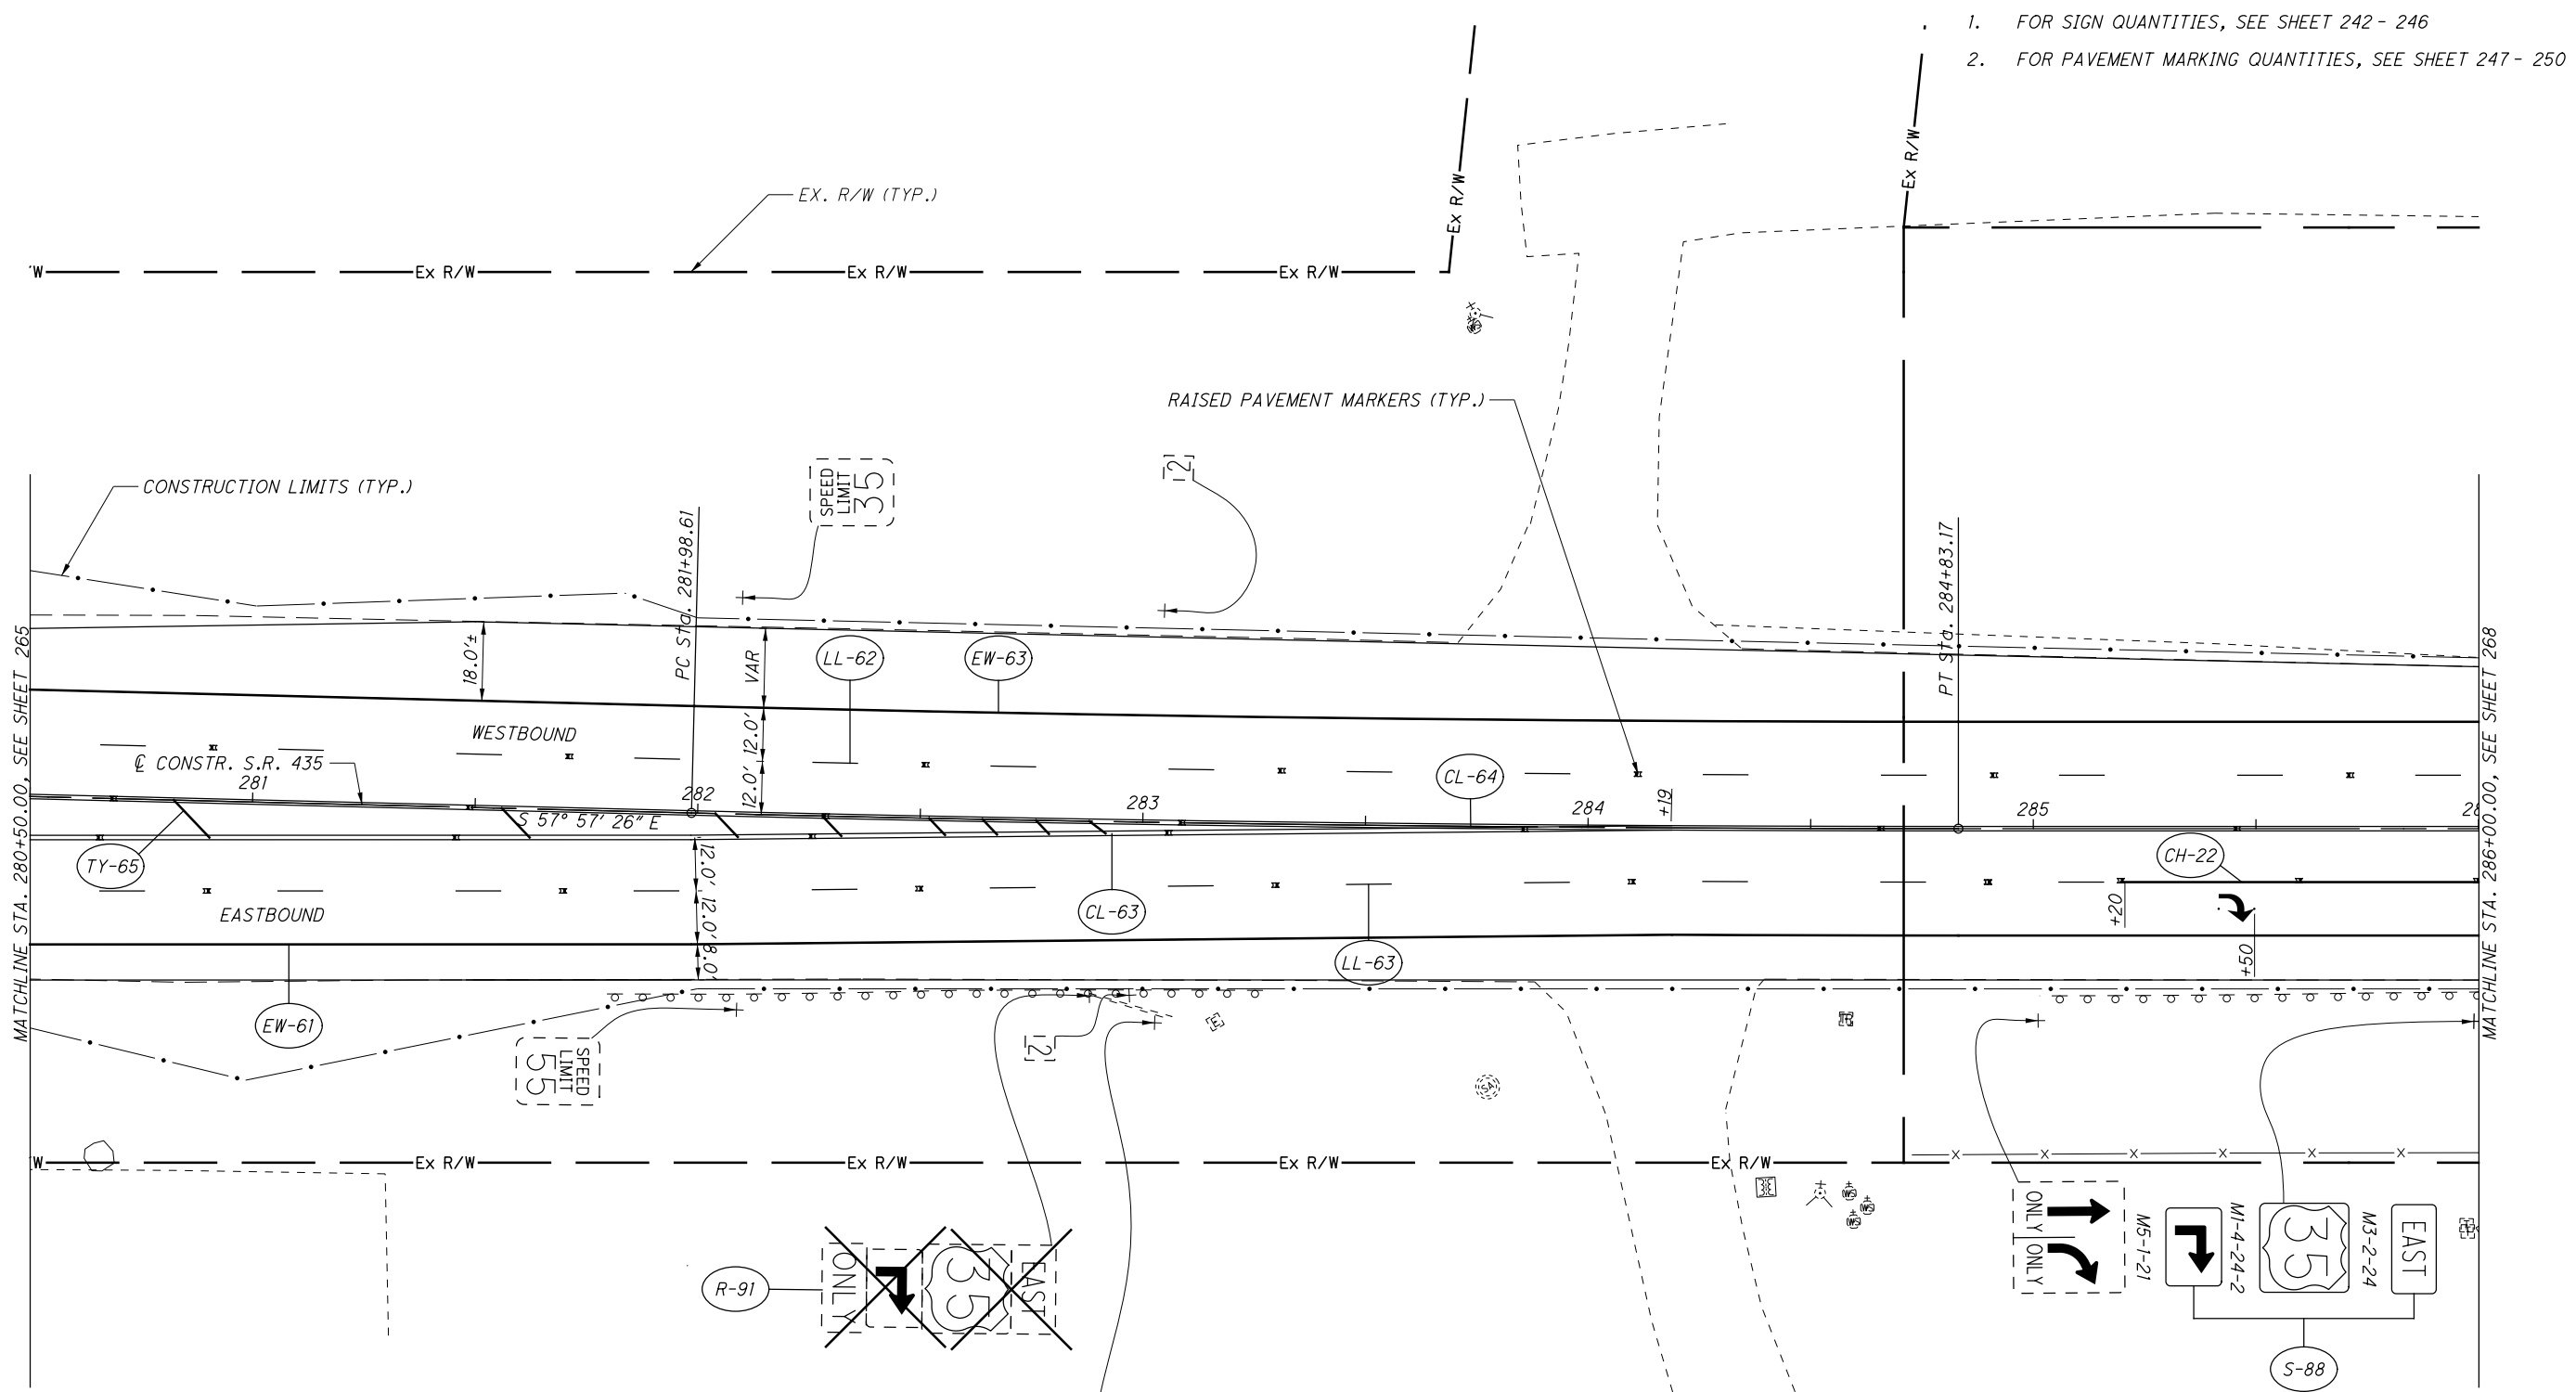 1. FOR SIGN QUANTITIES, SEE SHEET 242 - 246
2. FOR PAVEMENT MARKING QUANTITIES, SEE SHEET 247 - 250
Ex R/W
Ex R/W
EX. R/W (TYP.)
W
Ex R/W
Ex R/W
Ex R/W
RAISED PAVEMENT MARKERS (TYP.)
CONSTRUCTION LIMITS (TYP.)
SPEED
LIMIT
35
2
PC Sta. 281+98.61
PT Sta. 284+83.17
MATCHLINE STA. 280+50.00, SEE SHEET 265
MATCHLINE STA. 286+00.00, SEE SHEET 268
18.0'±
VAR
12.0'
12.0'
LL-62
EW-63
WESTBOUND
℄ CONSTR. S.R. 435
281
282
283
284
285
28
CL-64
+19
S 57° 57' 26" E
TY-65
12.0'
12.0'
8.0'
EASTBOUND
CL-63
LL-63
CH-22
+20
+50
EW-61
SPEED
LIMIT
55
2
SA
W
Ex R/W
Ex R/W
Ex R/W
Ex R/W
WS
WS
WS
R-91
ONLY
35
EAST
ONLY
ONLY
M5-1-21
M1-4-24-2
35
M3-2-24
EAST
S-88